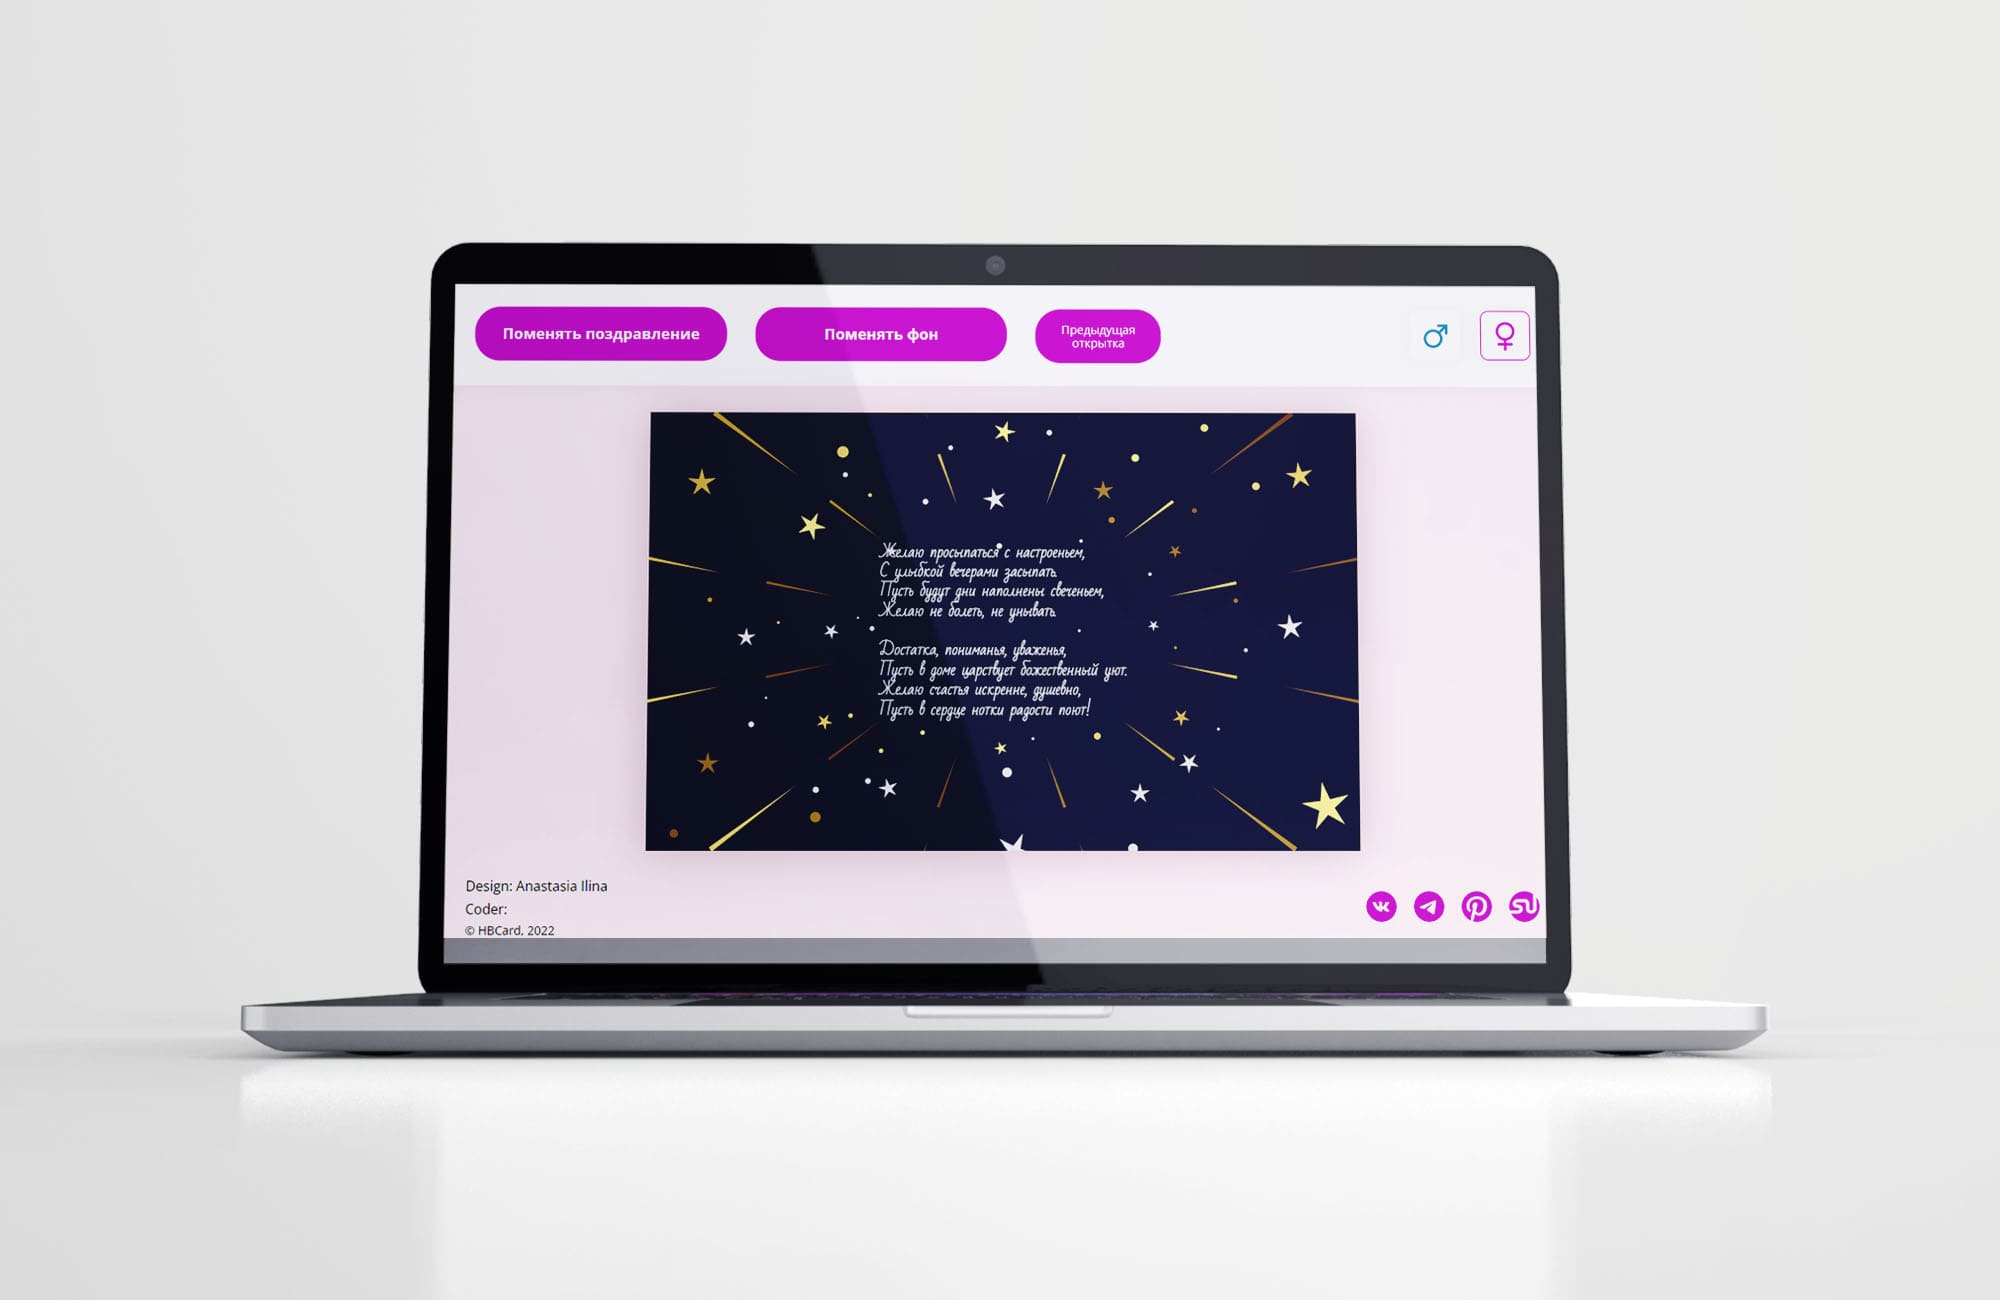 Поменять поздравление
Поменять фон
Предыдущая
открытка
Желаю просыпаться с настроеньем,
С улыбкой вечерами засыпать.
Пусть будут дни наполнены свеченьем,
Желаю не болеть, не унывать.
Достатка, пониманья, уваженья,
Пусть в доме царствует божественный уют.
Желаю счастья искренне, душевно,
Пусть в сердце нотки радости поют!
Design: Anastasia Ilina
Coder:
© HBCard, 2022